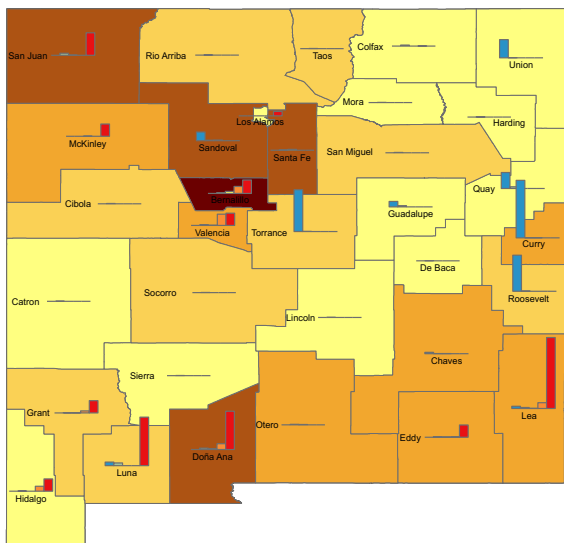 San Juan
Rio Arriba
Taos
Colfax
Union
Mora
Harding
Los Alamos
McKinley
Sandoval
Santa Fe
San Miguel
Quay
Cibola
Bernalillo
Guadalupe
Valencia
Torrance
Curry
De Baca
Roosevelt
Catron
Socorro
Lincoln
Chaves
Sierra
Grant
Otero
Lea
Eddy
Doña Ana
Luna
Hidalgo